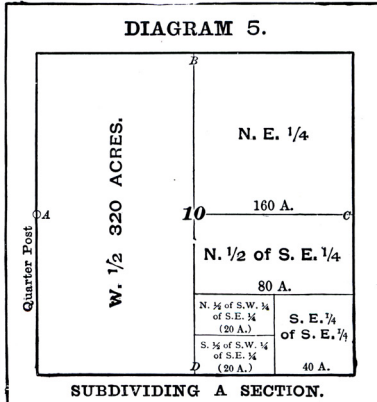 DIAGRAM 5.
B
W. 1/2 320 ACRES.
N. E. 1/4
Quarter Post
A
10
160 A.
C
N. 1/2 of S. E. 1/4
80 A.
N. ½ of S.W. ¼
of S.E. ¼
(20 A.)
S. ½ of S.W. ¼
of S.E. ¼
(20 A.)
S. E. 1/4
of S. E. 1/4
40 A.
D
SUBDIVIDING A SECTION.